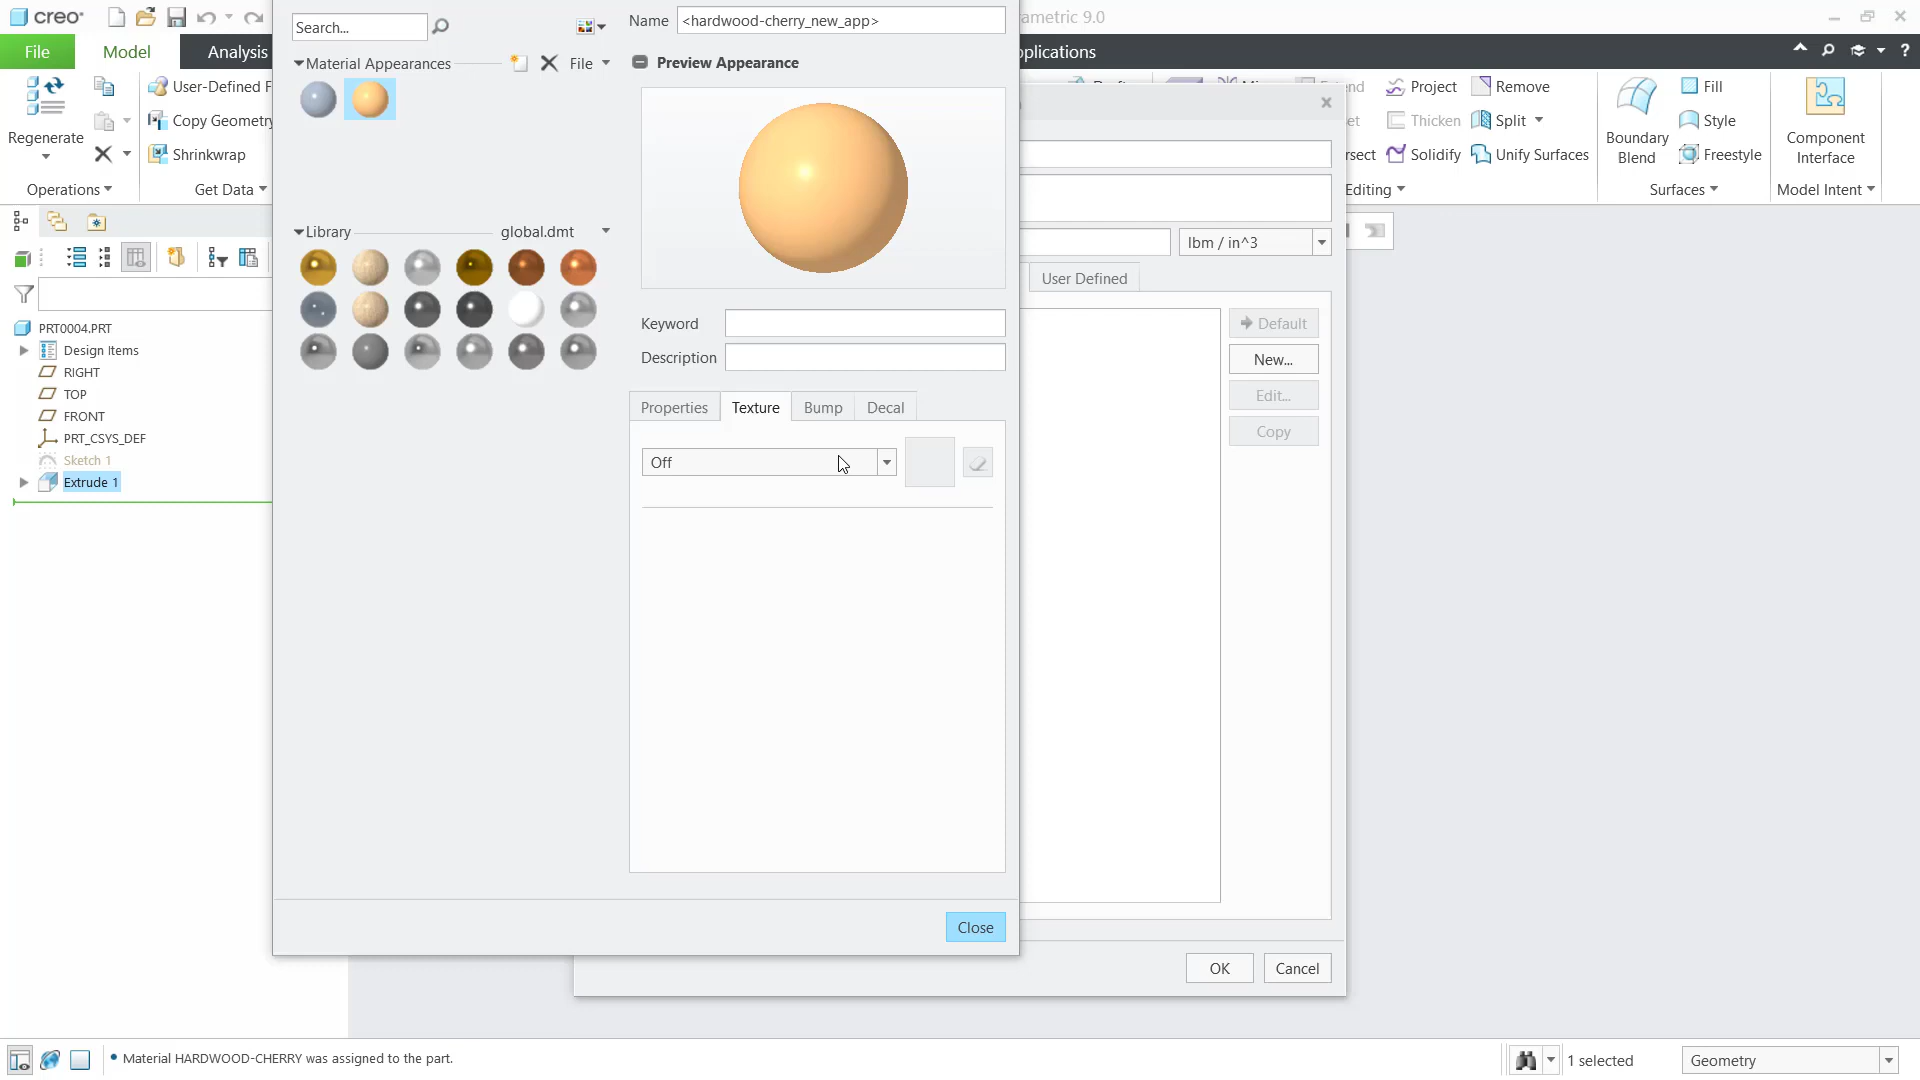 creo
ametric 9.0
File
Model
Analysis
pplications
Search...
Name
<hardwood-cherry_new_app>
Material Appearances
File
Preview Appearance
Regenerate
User-Defined F
Copy Geometry
Shrinkwrap
Operations
Get Data
Project
Remove
Thicken
Split
rsect
Solidify
Unify Surfaces
Editing
Boundary
Blend
Fill
Style
Freestyle
Surfaces
Component
Interface
Model Intent
Library
global.dmt
lbm / in^3
User Defined
Default
New...
Edit...
Copy
PRT0004.PRT
Design Items
RIGHT
TOP
FRONT
PRT_CSYS_DEF
Sketch 1
Extrude 1
Keyword
Description
Properties
Texture
Bump
Decal
Off
Close
OK
Cancel
• Material HARDWOOD-CHERRY was assigned to the part.
1 selected
Geometry